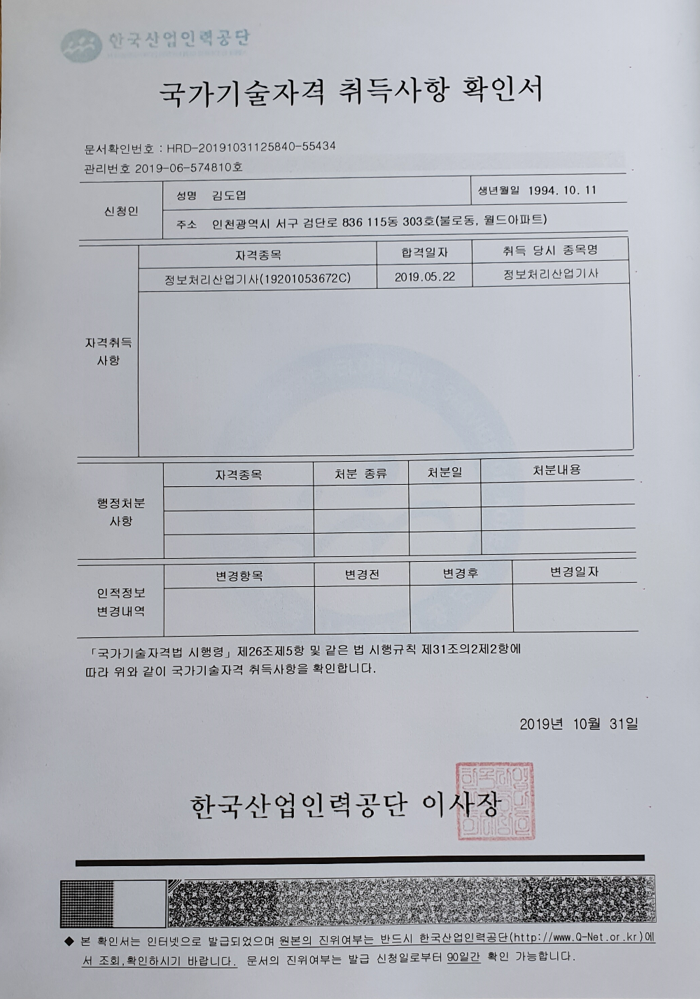 한국산업인력공단
국가기술자격 취득사항 확인서
문서확인번호 : HRD-20191031125840-55434
관리번호 2019-06-574810호
신청인
성명 김도엽
생년월일 1994. 10. 11
주소 인천광역시 서구 검단로 836 115동 303호(불로동, 월드아파트)
자격취득
사항
자격종목 합격일자 취득 당시 종목명
정보처리산업기사(19201053672C) 2019.05.22 정보처리산업기사
행정처분
사항
자격종목 처분 종류 처분일 처분내용
인적정보
변경내역
변경항목 변경전 변경후 변경일자
「국가기술자격법 시행령」 제26조제5항 및 같은 법 시행규칙 제31조의2제2항에
따라 위와 같이 국가기술자격 취득사항을 확인합니다.
2019년 10월 31일
한국산업인력공단 이사장
◆ 본 확인서는 인터넷으로 발급되었으며 원본의 진위여부는 반드시 한국산업인력공단(http://www.Q-Net.or.kr)에
서 조회,확인하시기 바랍니다. 문서의 진위여부는 발급 신청일로부터 90일간 확인 가능합니다.